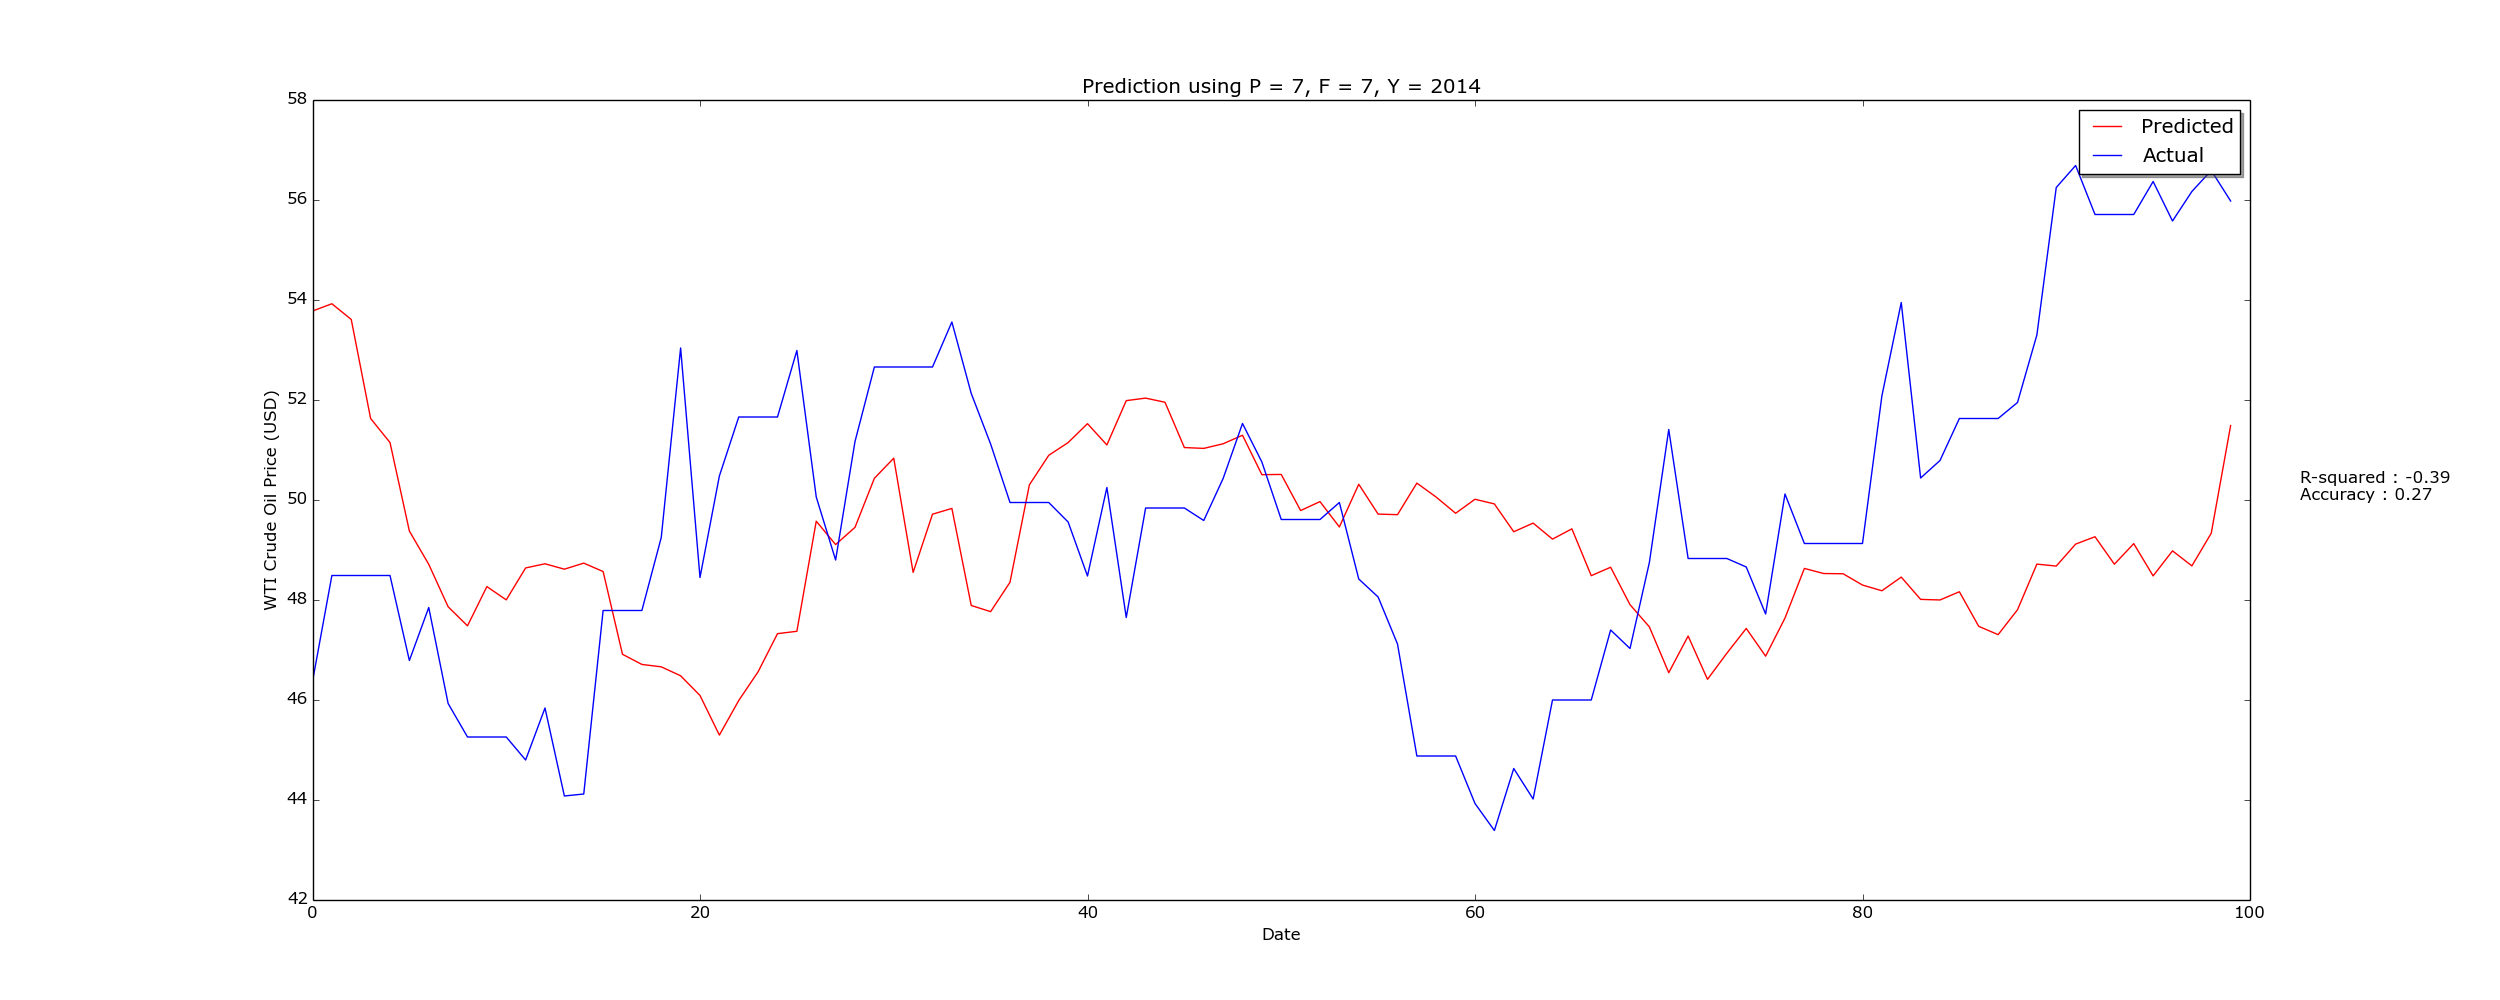 Prediction using P = 7, F = 7, Y = 2014
58
56
54
52
50
48
46
44
42
WTI Crude Oil Price (USD)
Predicted
Actual
R-squared : -0.39
Accuracy : 0.27
0 20 40 60 80 100
Date